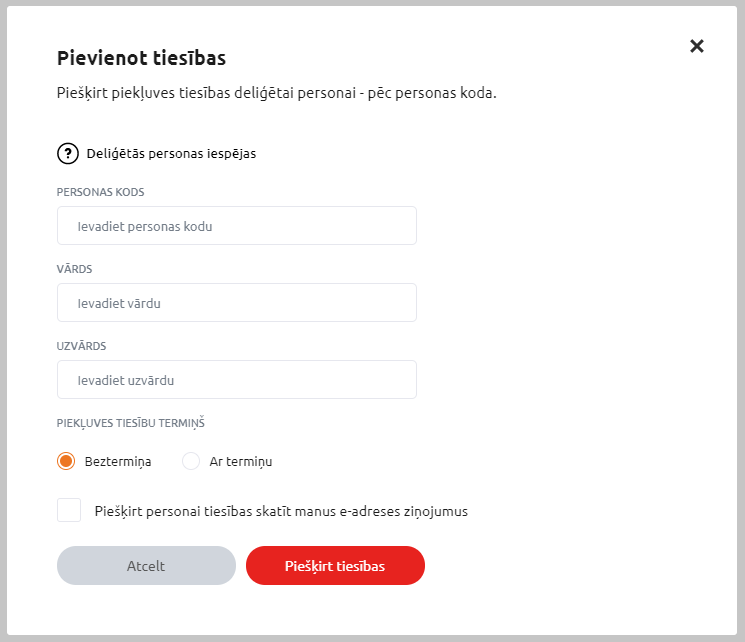 Pievienot tiesības
Piešķirt piekļuves tiesības deliģētai personai - pēc personas koda.
? Deliģētās personas iespējas
PERSONAS KODS
Ievadiet personas kodu
VĀRDS
Ievadiet vārdu
UZVĀRDS
Ievadiet uzvārdu
PIEKĻUVES TIESĪBU TERMIŅŠ
Beztermiņa Ar termiņu
Piešķirt personai tiesības skatīt manus e-adreses ziņojumus
Atcelt Piešķirt tiesības